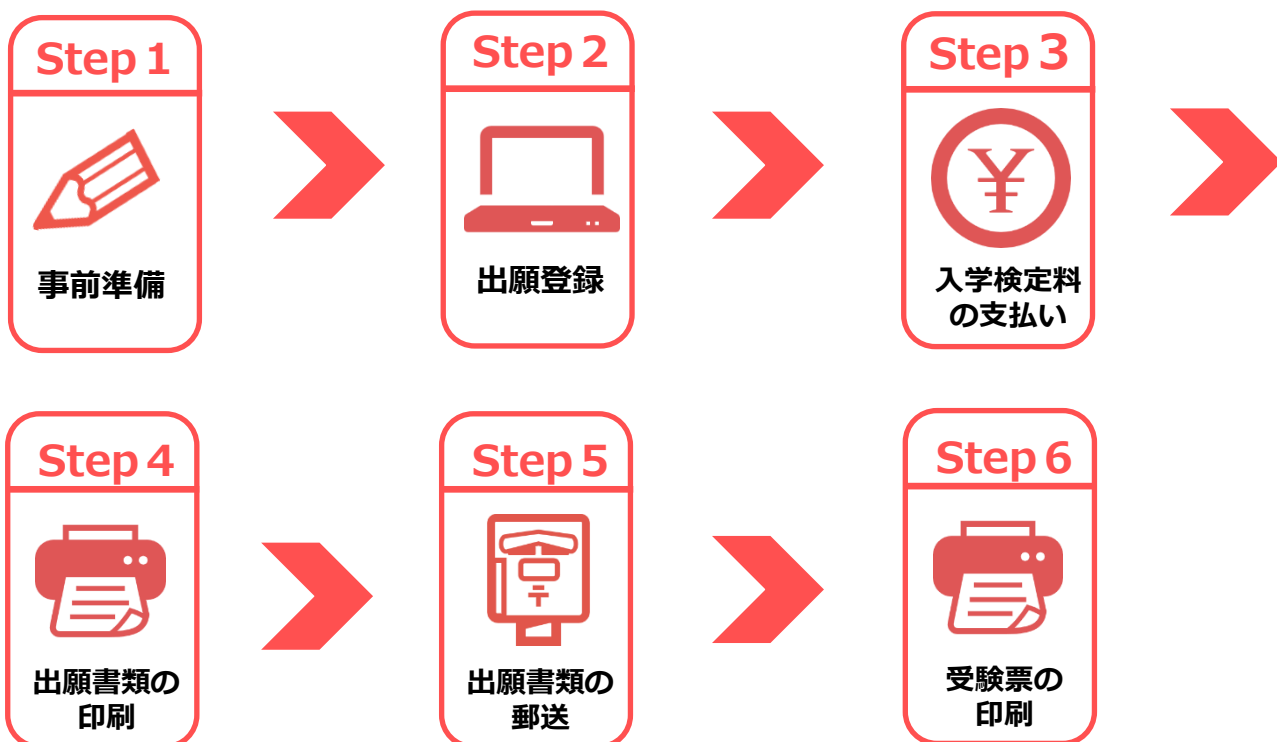 Step 1
事前準備
Step 2
出願登録
Step 3
¥
入学検定料
の支払い
Step 4
出願書類の
印刷
Step 5
〒
出願書類の
郵送
Step 6
受験票の
印刷